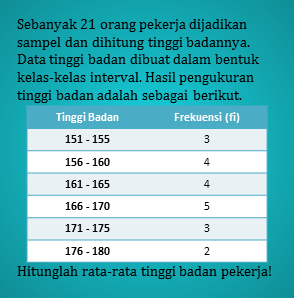 Sebanyak 21 orang pekerja dijadikan
sampel dan dihitung tinggi badannya.
Data tinggi badan dibuat dalam bentuk
kelas-kelas interval. Hasil pengukuran
tinggi badan adalah sebagai berikut.
Tinggi Badan Frekuensi (fi)
151 - 155 3
156 - 160 4
161 - 165 4
166 - 170 5
171 - 175 3
176 - 180 2
Hitunglah rata-rata tinggi badan pekerja!